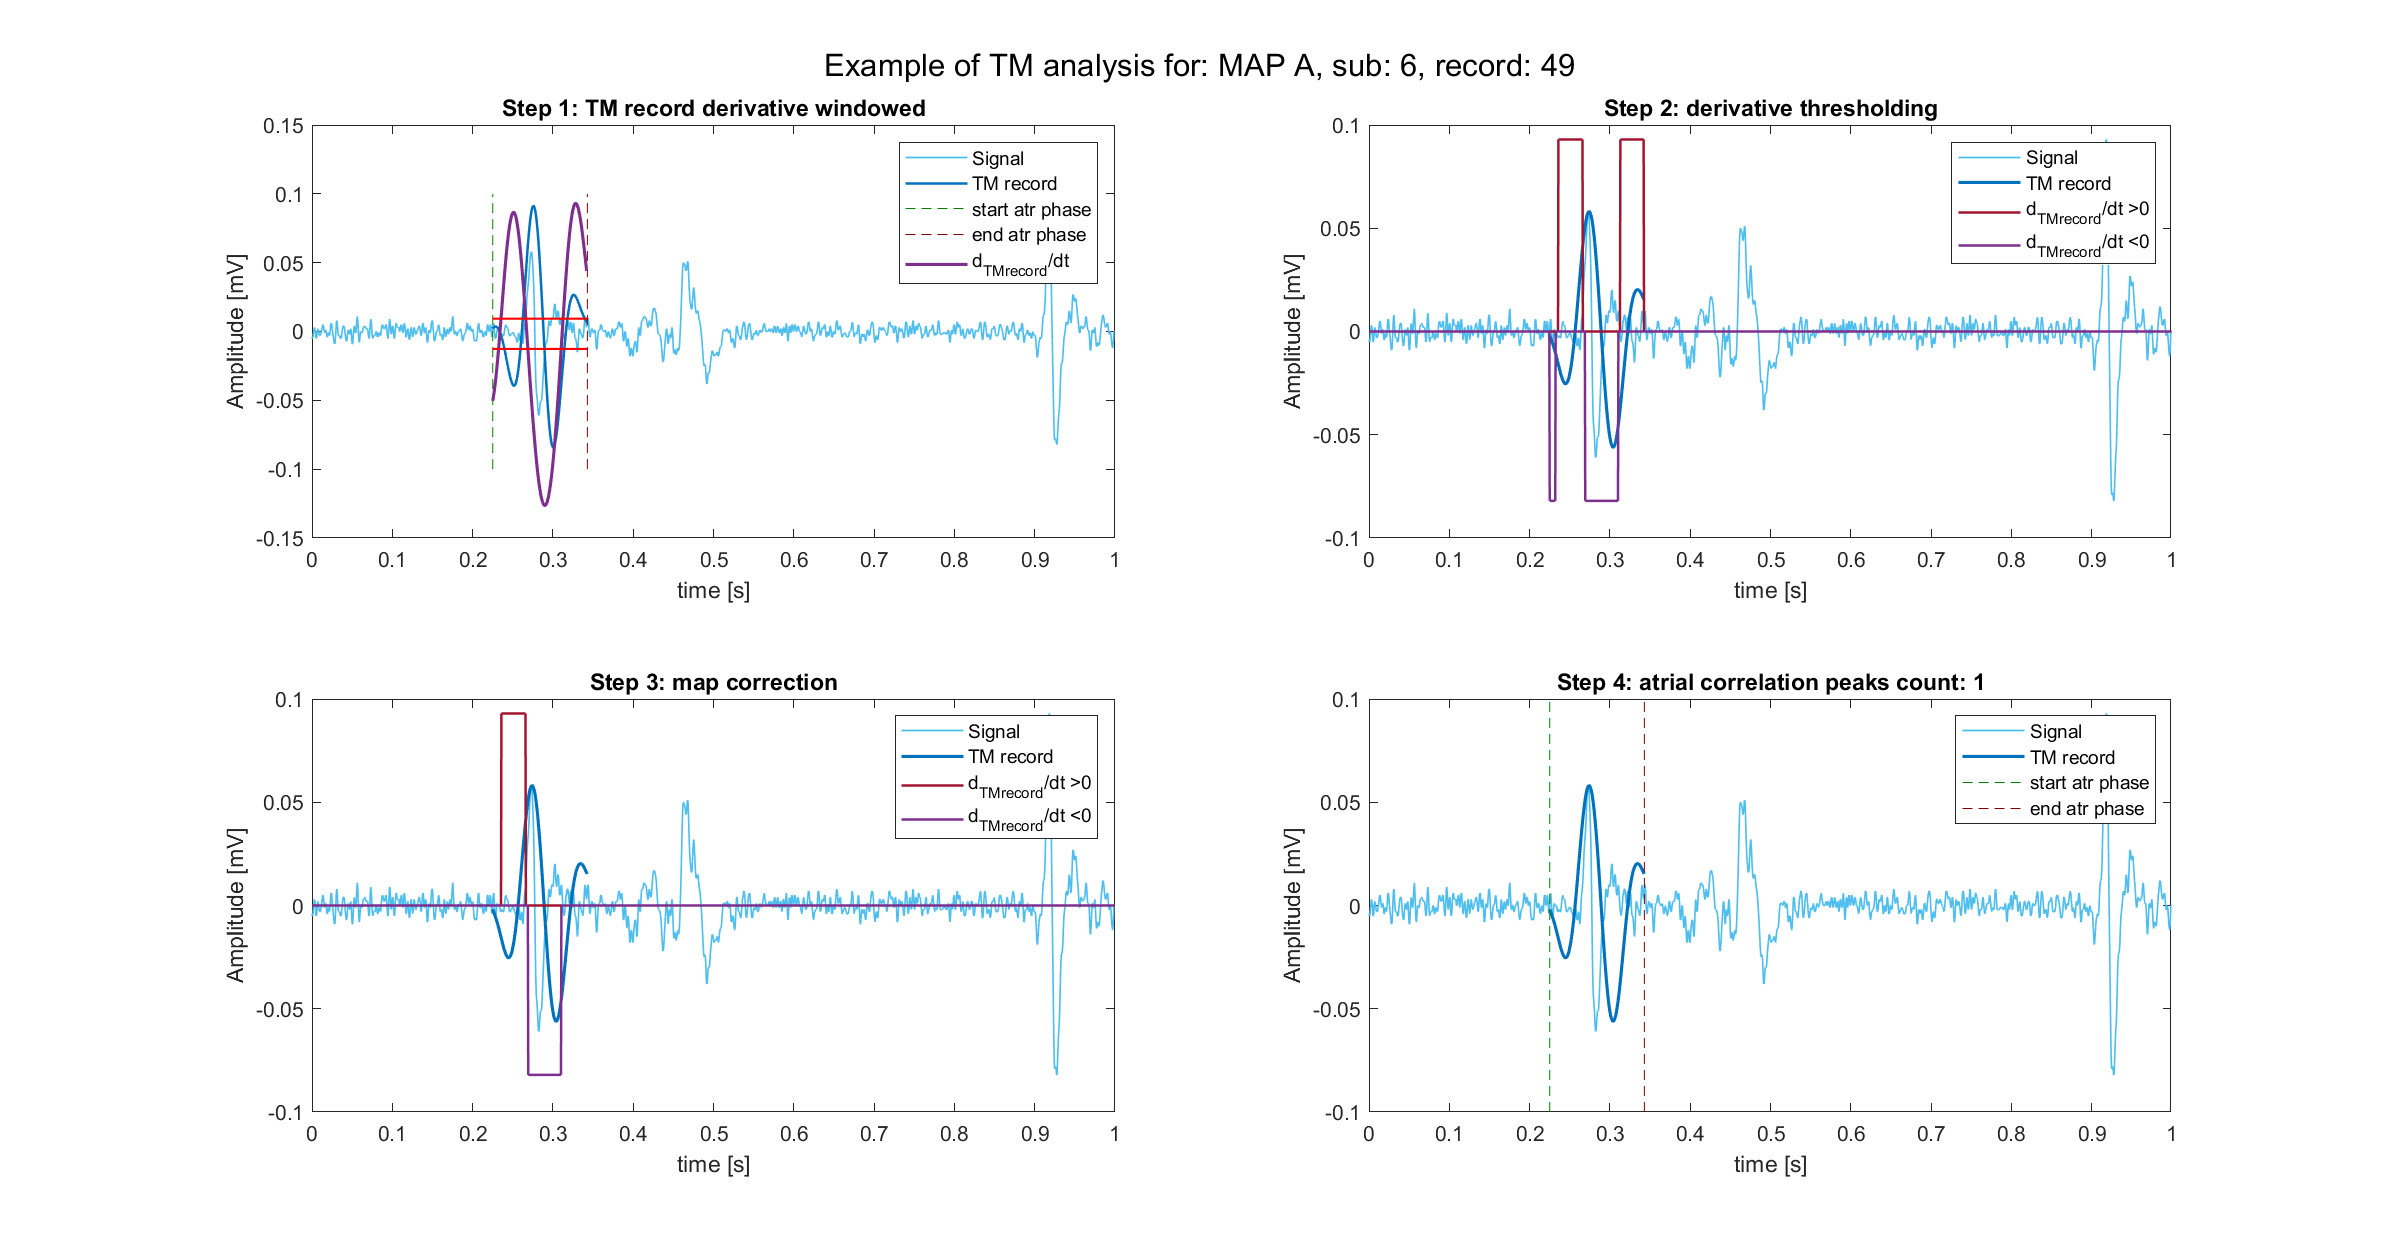 Example of TM analysis for: MAP A, sub: 6, record: 49
Step 1: TM record derivative windowed
0.15
0.1
0.05
0
-0.05
-0.1
-0.15
Amplitude [mV]
0 0.1 0.2 0.3 0.4 0.5 0.6 0.7 0.8 0.9 1
time [s]
Signal
TM record
start atr phase
end atr phase
dTMrecord/dt
Step 2: derivative thresholding
0.1
0.05
0
-0.05
-0.1
Amplitude [mV]
0 0.1 0.2 0.3 0.4 0.5 0.6 0.7 0.8 0.9 1
time [s]
Signal
TM record
dTMrecord/dt >0
dTMrecord/dt <0
Step 3: map correction
0.1
0.05
0
-0.05
-0.1
Amplitude [mV]
0 0.1 0.2 0.3 0.4 0.5 0.6 0.7 0.8 0.9 1
time [s]
Signal
TM record
dTMrecord/dt >0
dTMrecord/dt <0
Step 4: atrial correlation peaks count: 1
0.1
0.05
0
-0.05
-0.1
Amplitude [mV]
0 0.1 0.2 0.3 0.4 0.5 0.6 0.7 0.8 0.9 1
time [s]
Signal
TM record
start atr phase
end atr phase